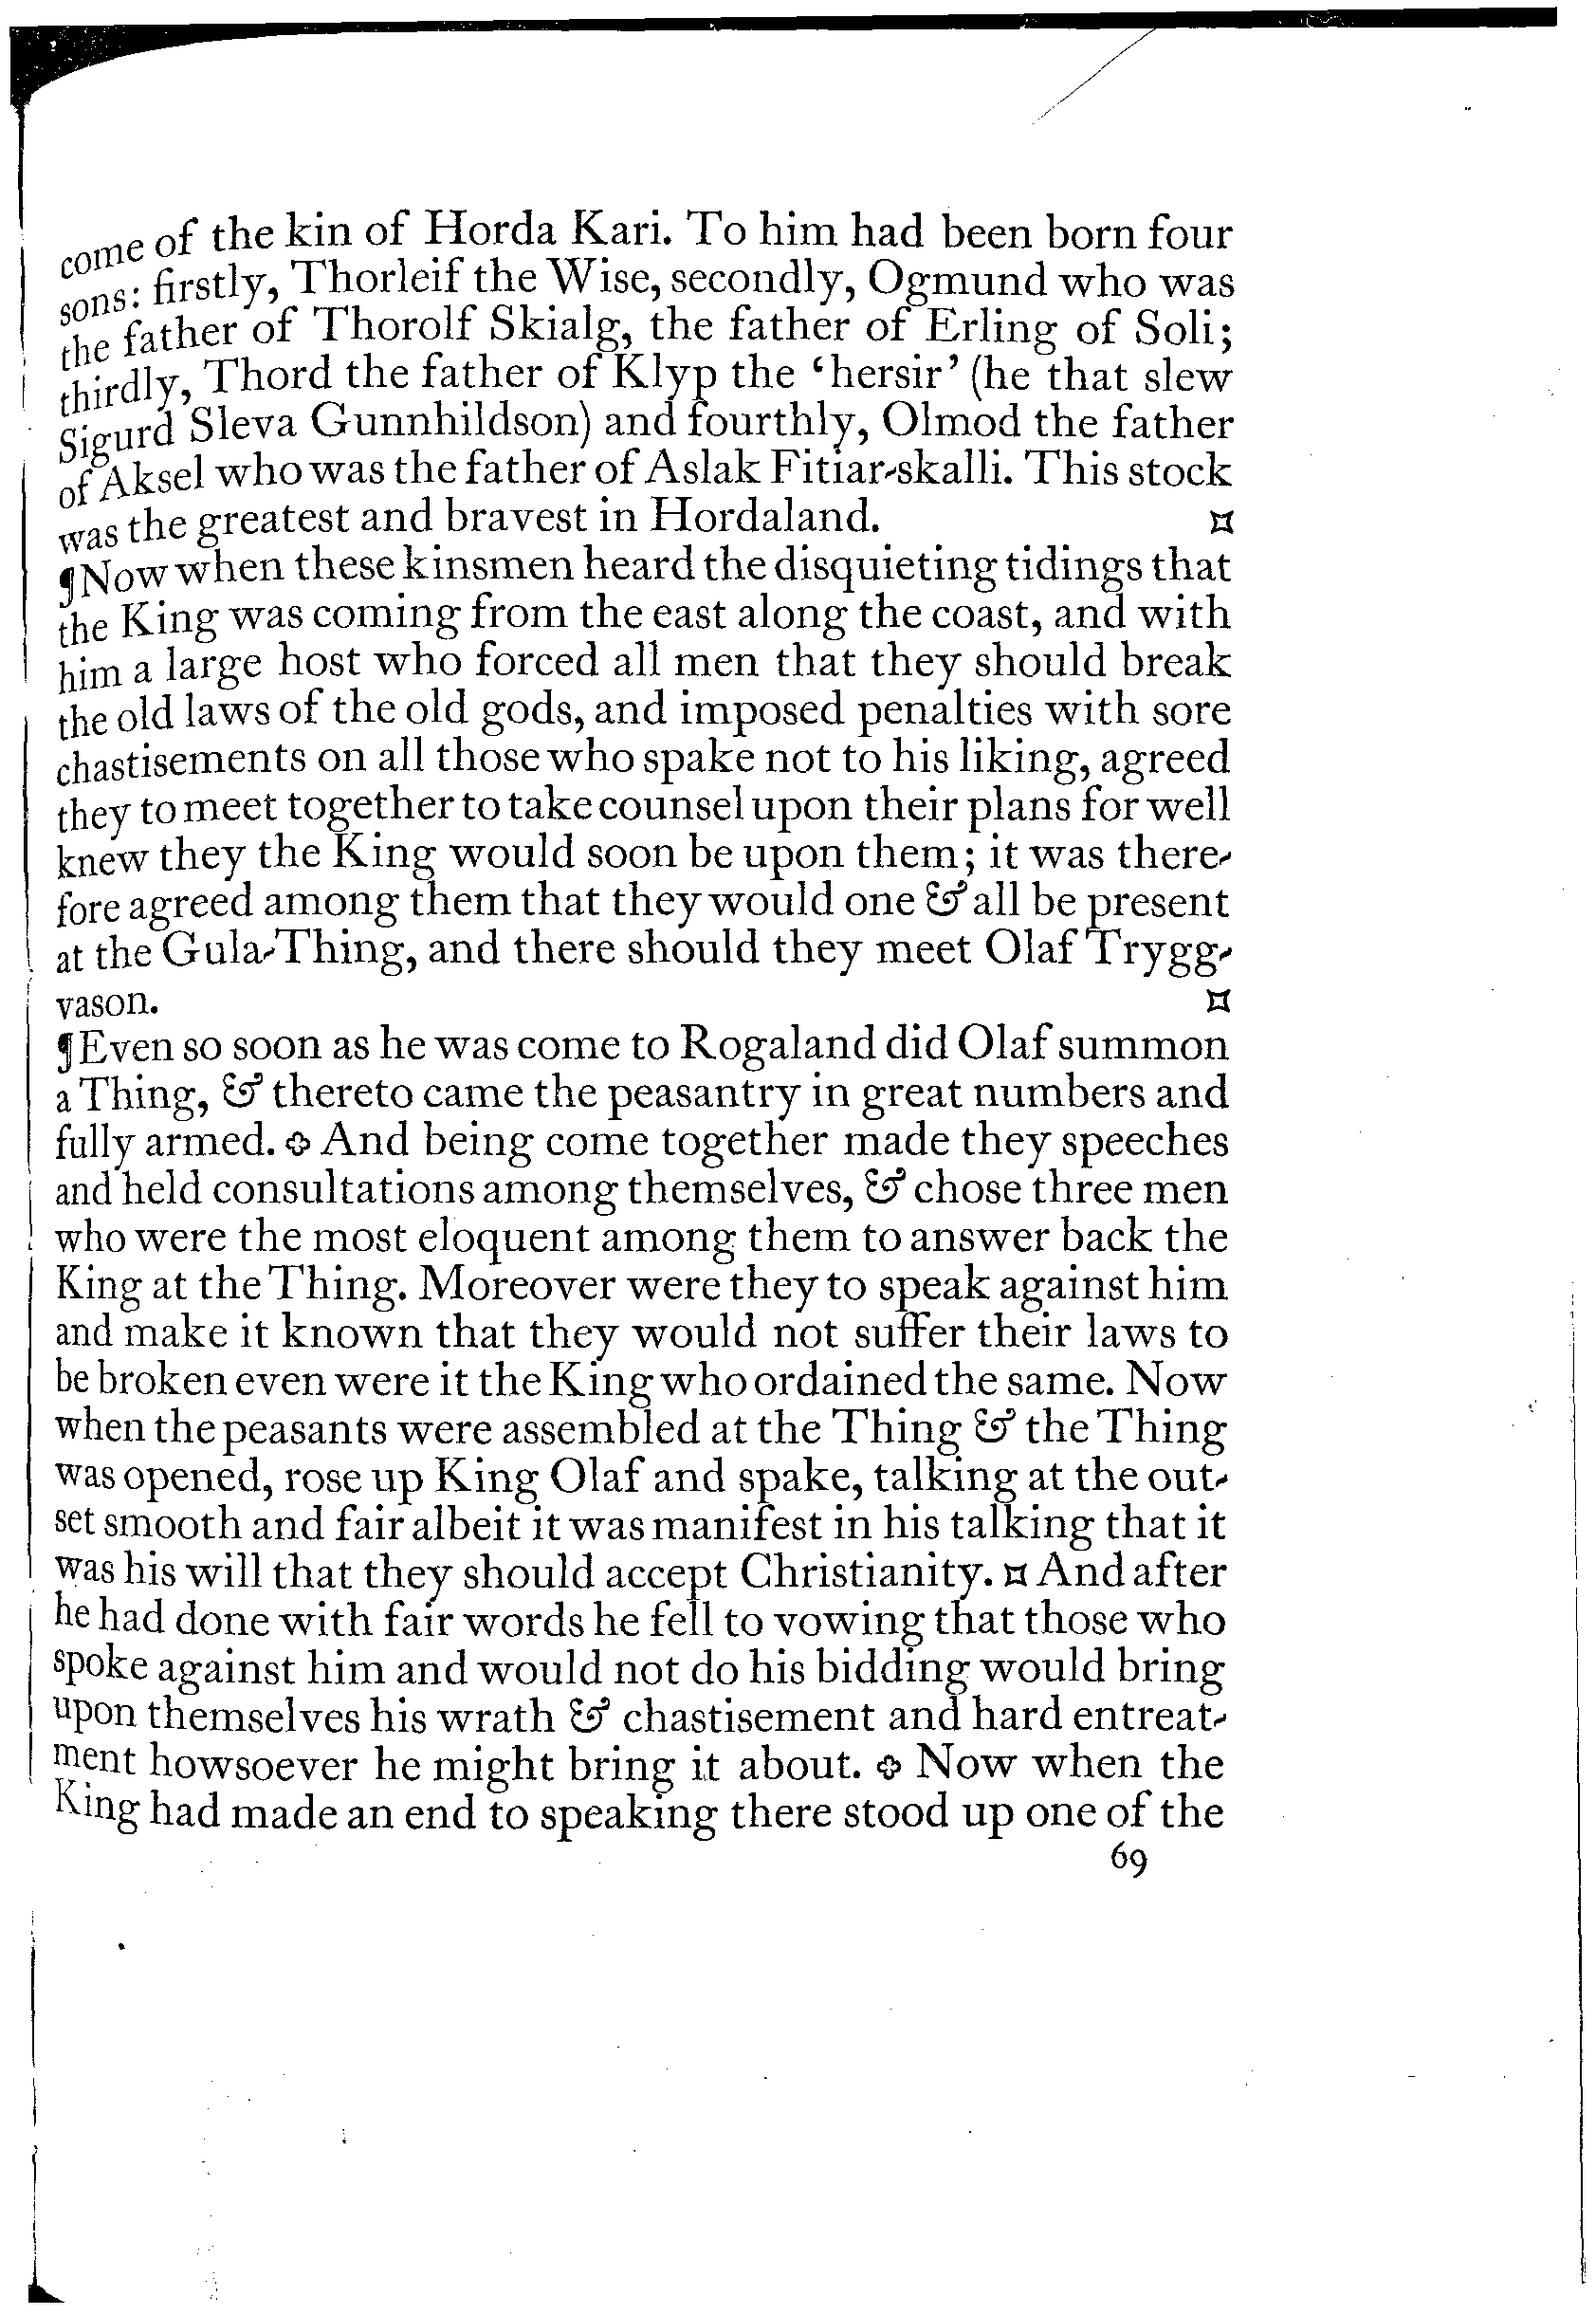 come of the kin of Horda Kari. To him had been born four
sons: firstly, Thorleif the Wise, secondly, Ogmund who was
the father of Thorolf Skialg, the father of Erling of Soli;
thirdly, Thord the father of Klyp the ‘hersir’ (he that slew
Sigurd Sleva Gunnhildson) and fourthly, Olmod the father
of Aksel who was the father of Aslak Fitiar-skalli. This stock
was the greatest and bravest in Hordaland. ¤
¶Now when these kinsmen heard the disquieting tidings that
the King was coming from the east along the coast, and with
him a large host who forced all men that they should break
the old laws of the old gods, and imposed penalties with sore
chastisements on all those who spake not to his liking, agreed
they to meet together to take counsel upon their plans for well
knew they the King would soon be upon them; it was there-
fore agreed among them that they would one & all be present
at the Gula-Thing, and there should they meet Olaf Trygg-
vason. ¤
¶Even so soon as he was come to Rogaland did Olaf summon
a Thing, & thereto came the peasantry in great numbers and
fully armed. ✣ And being come together made they speeches
and held consultations among themselves, & chose three men
who were the most eloquent among them to answer back the
King at the Thing. Moreover were they to speak against him
and make it known that they would not suffer their laws to
be broken even were it the King who ordained the same. Now
when the peasants were assembled at the Thing & the Thing
was opened, rose up King Olaf and spake, talking at the out-
set smooth and fair albeit it was manifest in his talking that it
was his will that they should accept Christianity. ¤ And after
he had done with fair words he fell to vowing that those who
spoke against him and would not do his bidding would bring
upon themselves his wrath & chastisement and hard entreat-
ment howsoever he might bring it about. ✣ Now when the
King had made an end to speaking there stood up one of the
69